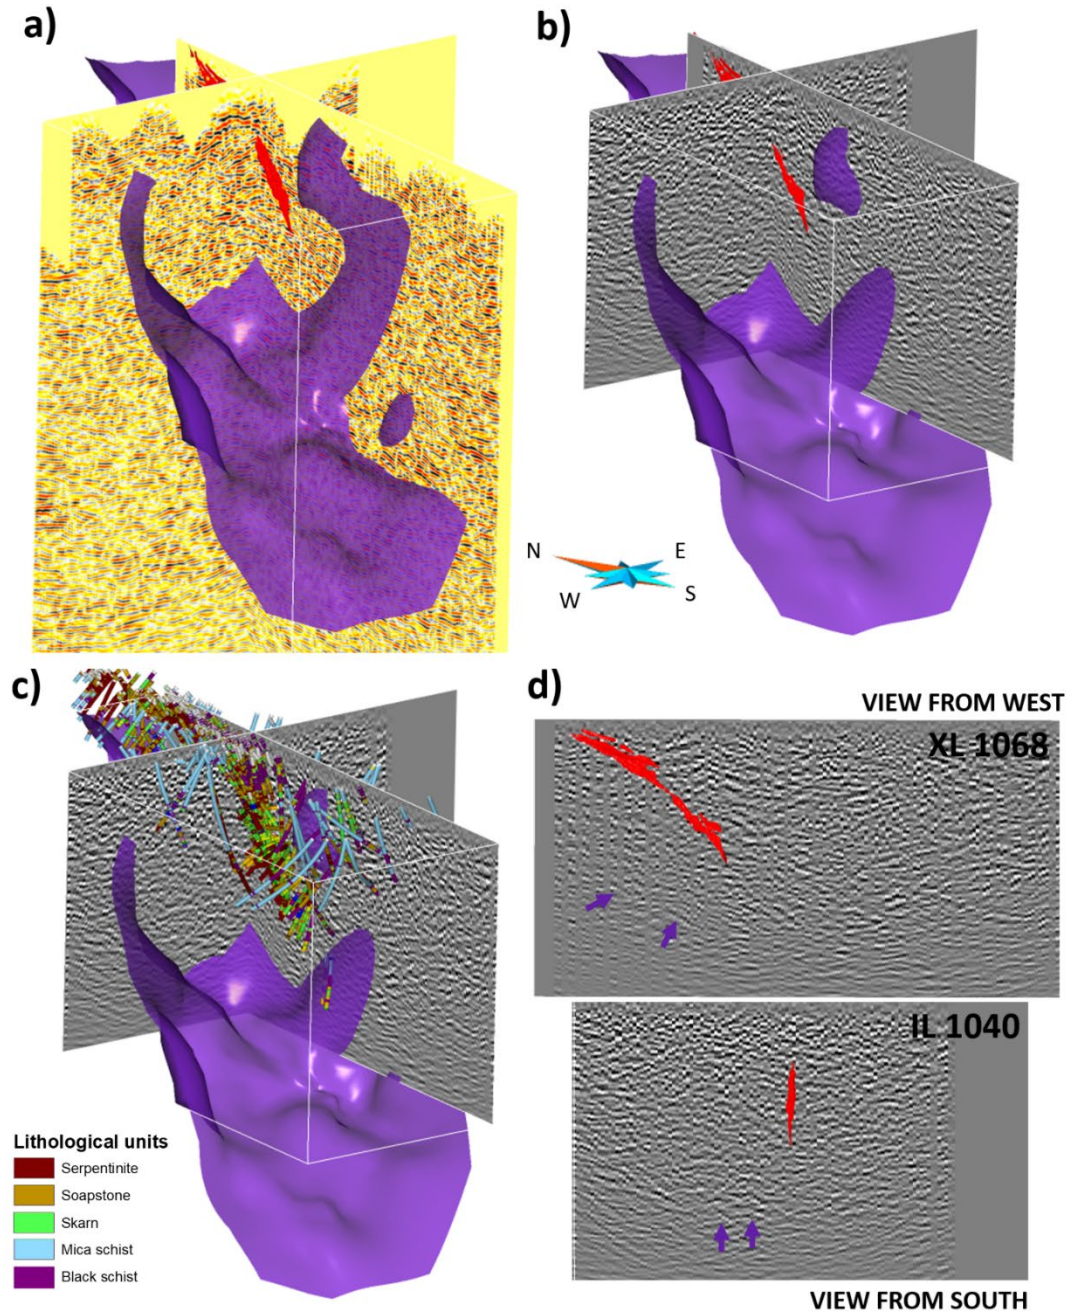 a)
b)
N
E
W
S
c)
d)
VIEW FROM WEST
XL 1068
IL 1040
Lithological units
Serpentinite
Soapstone
Skarn
Mica schist
Black schist
VIEW FROM SOUTH